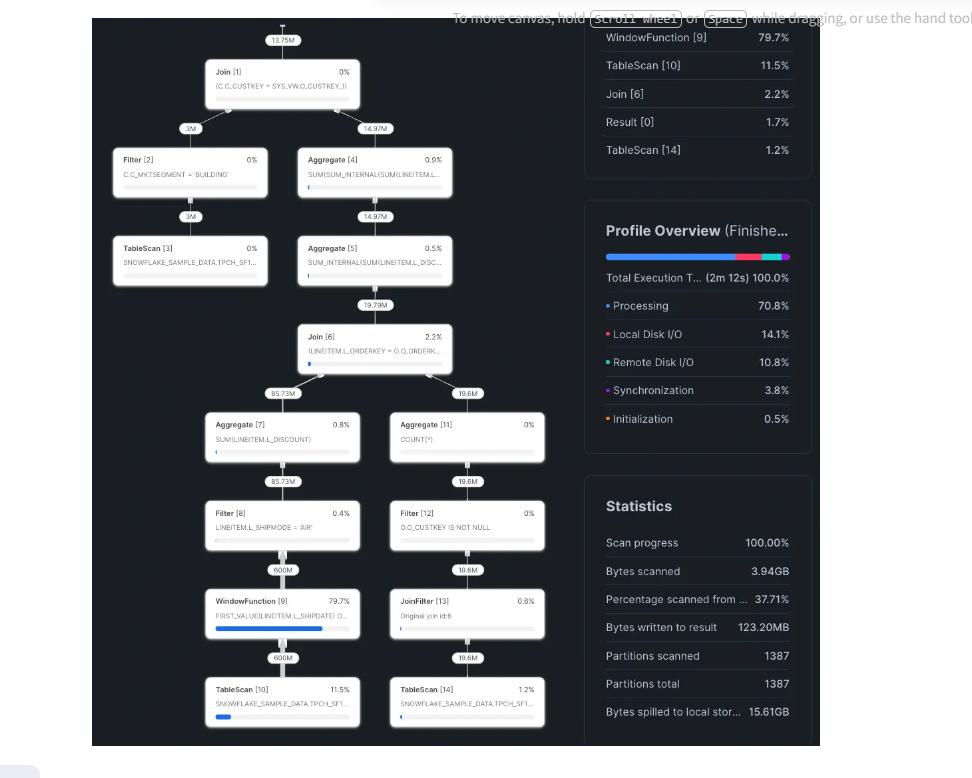 To move canvas, hold Scroll wheel or Space while dragging, or use the hand tool
13.75M
Join [1] 0%
(C.C_CUSTKEY = SYS_VW.O_CUSTKEY_1)
3M 14.97M
Filter [2] 0%
C.C_MKTSEGMENT = 'BUILDING'
Aggregate [4] 0.9%
SUM(SUM_INTERNAL(SUM(LINEITEM.L...
3M 14.97M
TableScan [3] 0%
SNOWFLAKE_SAMPLE_DATA.TPCH_SF1...
Aggregate [5] 0.5%
SUM_INTERNAL(SUM(LINEITEM.L_DISC...
19.79M
Join [6] 2.2%
(LINEITEM.L_ORDERKEY = O.O_ORDERK...
85.73M 19.6M
Aggregate [7] 0.8%
SUM(LINEITEM.L_DISCOUNT)
Aggregate [11] 0%
COUNT(*)
85.73M 19.6M
Filter [8] 0.4%
LINEITEM.L_SHIPMODE = 'AIR'
Filter [12] 0%
O.O_CUSTKEY IS NOT NULL
600M 19.6M
WindowFunction [9] 79.7%
FIRST_VALUE(LINEITEM.L_SHIPDATE) O...
JoinFilter [13] 0.6%
Original join id:6
600M 19.6M
TableScan [10] 11.5%
SNOWFLAKE_SAMPLE_DATA.TPCH_SF1...
TableScan [14] 1.2%
SNOWFLAKE_SAMPLE_DATA.TPCH_SF1...
WindowFunction [9] 79.7%
TableScan [10] 11.5%
Join [6] 2.2%
Result [0] 1.7%
TableScan [14] 1.2%
Profile Overview (Finishe...
Total Execution T... (2m 12s) 100.0%
Processing 70.8%
Local Disk I/O 14.1%
Remote Disk I/O 10.8%
Synchronization 3.8%
Initialization 0.5%
Statistics
Scan progress 100.00%
Bytes scanned 3.94GB
Percentage scanned from ... 37.71%
Bytes written to result 123.20MB
Partitions scanned 1387
Partitions total 1387
Bytes spilled to local stor... 15.61GB